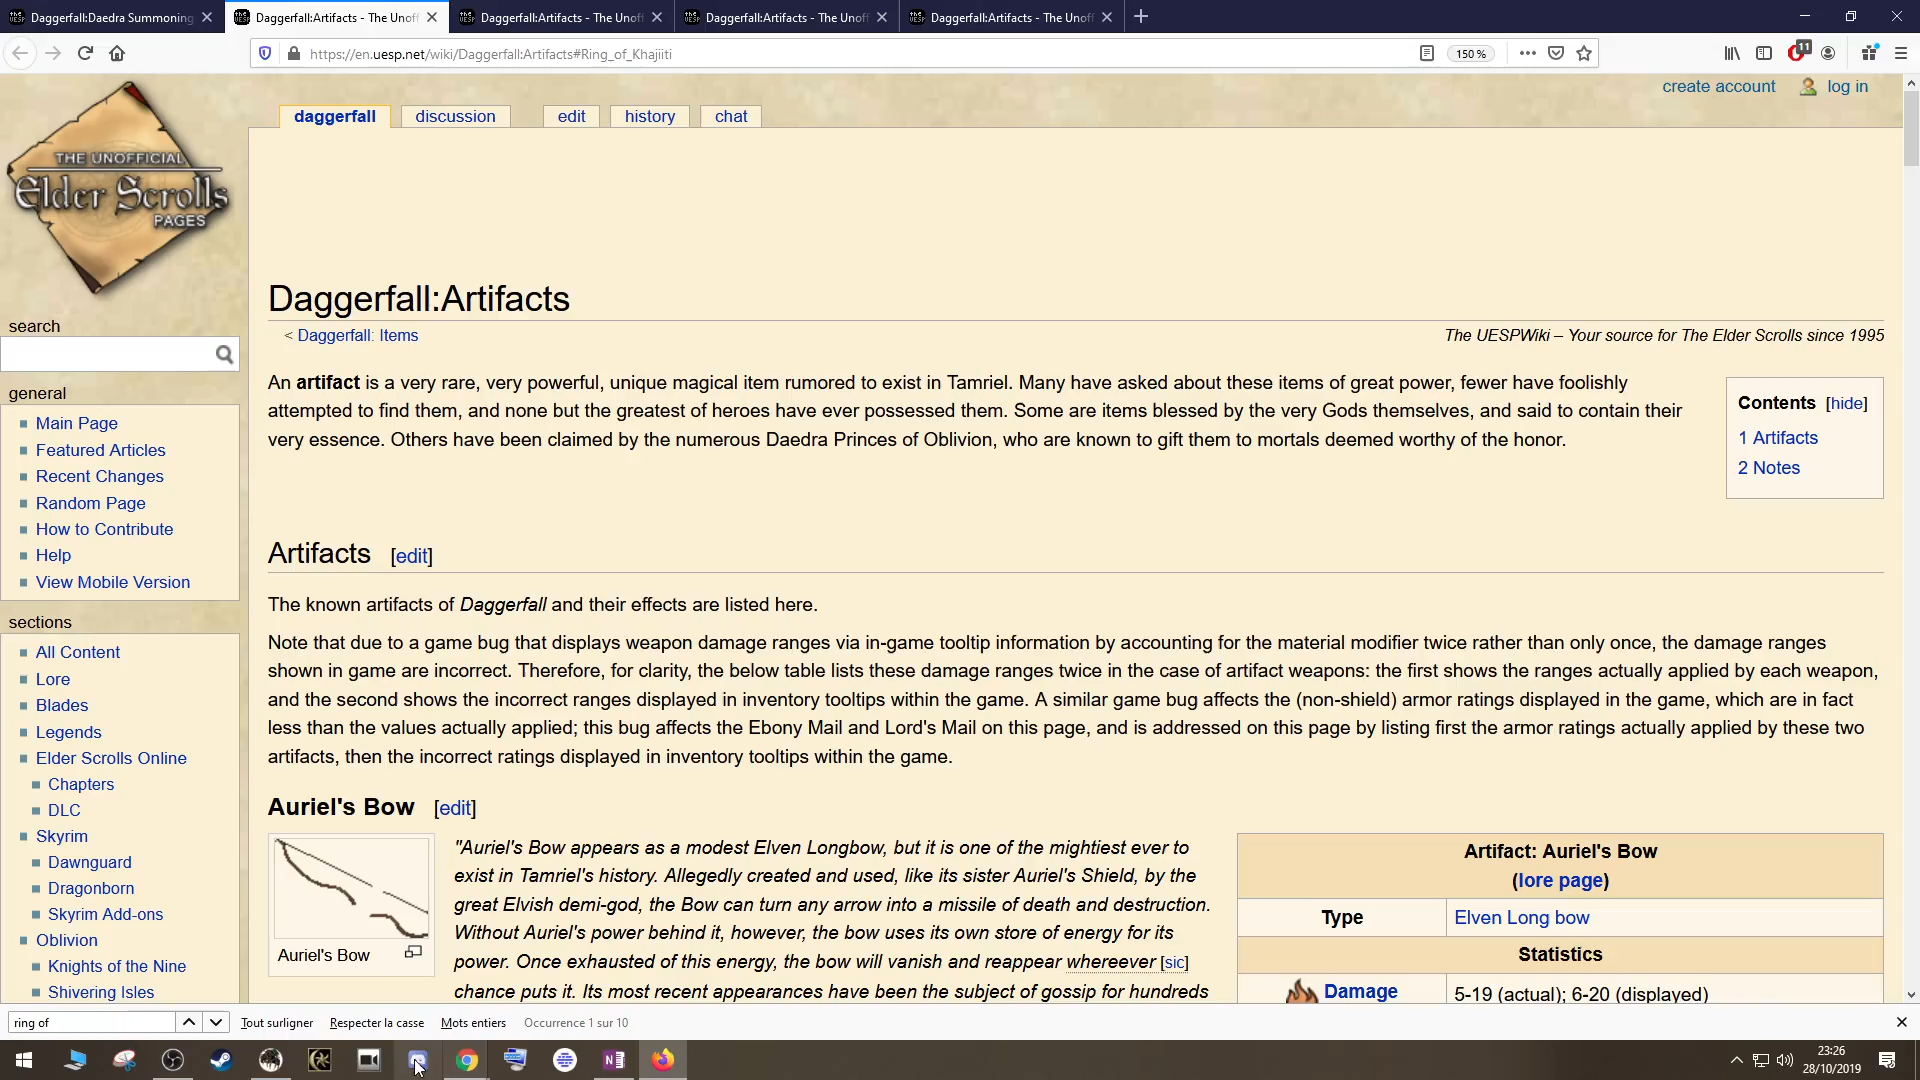 Daggerfall:Daedra Summoning
Daggerfall:Artifacts - The Unoff
Daggerfall:Artifacts - The Unoff
Daggerfall:Artifacts - The Unoff
Daggerfall:Artifacts - The Unoff
https://en.uesp.net/wiki/Daggerfall:Artifacts#Ring_of_Khajiiti
150 %
11
create account
log in
THE UNOFFICIAL
Elder Scrolls
PAGES
daggerfall
discussion
edit
history
chat
Daggerfall:Artifacts
< Daggerfall: Items
The UESPWiki – Your source for The Elder Scrolls since 1995
search
general
Main Page
Featured Articles
Recent Changes
Random Page
How to Contribute
Help
View Mobile Version
sections
All Content
Lore
Blades
Legends
Elder Scrolls Online
Chapters
DLC
Skyrim
Dawnguard
Dragonborn
Skyrim Add-ons
Oblivion
Knights of the Nine
Shivering Isles
An artifact is a very rare, very powerful, unique magical item rumored to exist in Tamriel. Many have asked about these items of great power, fewer have foolishly
attempted to find them, and none but the greatest of heroes have ever possessed them. Some are items blessed by the very Gods themselves, and said to contain their
very essence. Others have been claimed by the numerous Daedra Princes of Oblivion, who are known to gift them to mortals deemed worthy of the honor.
Contents [hide]
1 Artifacts
2 Notes
Artifacts [edit]
The known artifacts of Daggerfall and their effects are listed here.
Note that due to a game bug that displays weapon damage ranges via in-game tooltip information by accounting for the material modifier twice rather than only once, the damage ranges
shown in game are incorrect. Therefore, for clarity, the below table lists these damage ranges twice in the case of artifact weapons: the first shows the ranges actually applied by each weapon,
and the second shows the incorrect ranges displayed in inventory tooltips within the game. A similar game bug affects the (non-shield) armor ratings displayed in the game, which are in fact
less than the values actually applied; this bug affects the Ebony Mail and Lord's Mail on this page, and is addressed on this page by listing first the armor ratings actually applied by these two
artifacts, then the incorrect ratings displayed in inventory tooltips within the game.
Auriel's Bow [edit]
Auriel's Bow
"Auriel's Bow appears as a modest Elven Longbow, but it is one of the mightiest ever to
exist in Tamriel's history. Allegedly created and used, like its sister Auriel's Shield, by the
great Elvish demi-god, the Bow can turn any arrow into a missile of death and destruction.
Without Auriel's power behind it, however, the bow uses its own store of energy for its
power. Once exhausted of this energy, the bow will vanish and reappear whereever [sic]
chance puts it. Its most recent appearances have been the subject of gossip for hundreds
Artifact: Auriel's Bow
(lore page)
Type
Elven Long bow
Statistics
Damage
5-19 (actual); 6-20 (displayed)
ring of
Tout surligner
Respecter la casse
Mots entiers
Occurrence 1 sur 10
23:26
28/10/2019